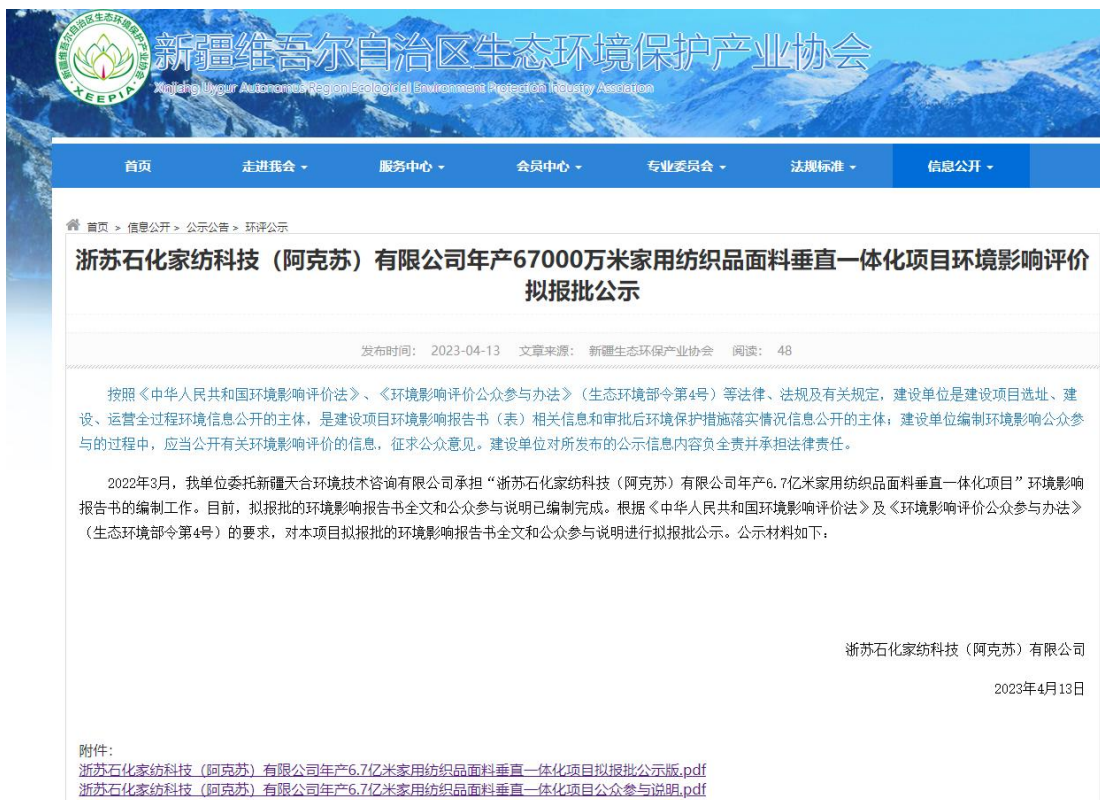 新疆维吾尔自治区生态环境保护产业协会
新疆维吾尔自治区生态环境保护产业协会
Xinjiang Uygur Autonomous Region Ecological Environment Protection Industry Association
XEEPIA
首页 走进我会 服务中心 会员中心 专业委员会 法规标准 信息公开
首页 > 信息公开 > 公示公告 > 环评公示
浙苏石化家纺科技（阿克苏）有限公司年产67000万米家用纺织品面料垂直一体化项目环境影响评价
拟报批公示
发布时间： 2023-04-13 文章来源： 新疆生态环保产业协会 阅读： 48
按照《中华人民共和国环境影响评价法》、《环境影响评价公众参与办法》（生态环境部令第4号）等法律、法规及有关规定，建设单位是建设项目选址、建
设、运营全过程环境信息公开的主体，是建设项目环境影响报告书（表）相关信息和审批后环境保护措施落实情况信息公开的主体；建设单位编制环境影响公众参
与的过程中，应当公开有关环境影响评价的信息，征求公众意见。建设单位对所发布的公示信息内容负全责并承担法律责任。
2022年3月，我单位委托新疆天合环境技术咨询有限公司承担“浙苏石化家纺科技（阿克苏）有限公司年产6.7亿米家用纺织品面料垂直一体化项目”环境影响
报告书的编制工作。目前，拟报批的环境影响报告书全文和公众参与说明已编制完成。根据《中华人民共和国环境影响评价法》及《环境影响评价公众参与办法》
（生态环境部令第4号）的要求，对本项目拟报批的环境影响报告书全文和公众参与说明进行拟报批公示。公示材料如下：
浙苏石化家纺科技（阿克苏）有限公司
2023年4月13日
附件：
浙苏石化家纺科技（阿克苏）有限公司年产6.7亿米家用纺织品面料垂直一体化项目拟报批公示版.pdf
浙苏石化家纺科技（阿克苏）有限公司年产6.7亿米家用纺织品面料垂直一体化项目公众参与说明.pdf